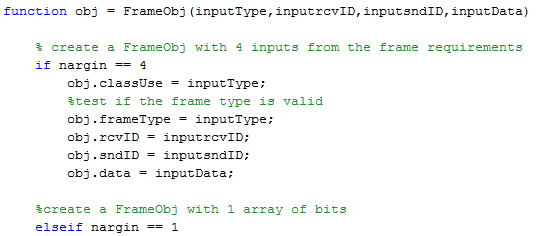 function obj = FrameObj(inputType,inputrcvID,inputsndID,inputData)
% create a FrameObj with 4 inputs from the frame requirements
if nargin == 4
obj.classUse = inputType;
%test if the frame type is valid
obj.frameType = inputType;
obj.rcvID = inputrcvID;
obj.sndID = inputsndID;
obj.data = inputData;
%create a FrameObj with 1 array of bits
elseif nargin == 1